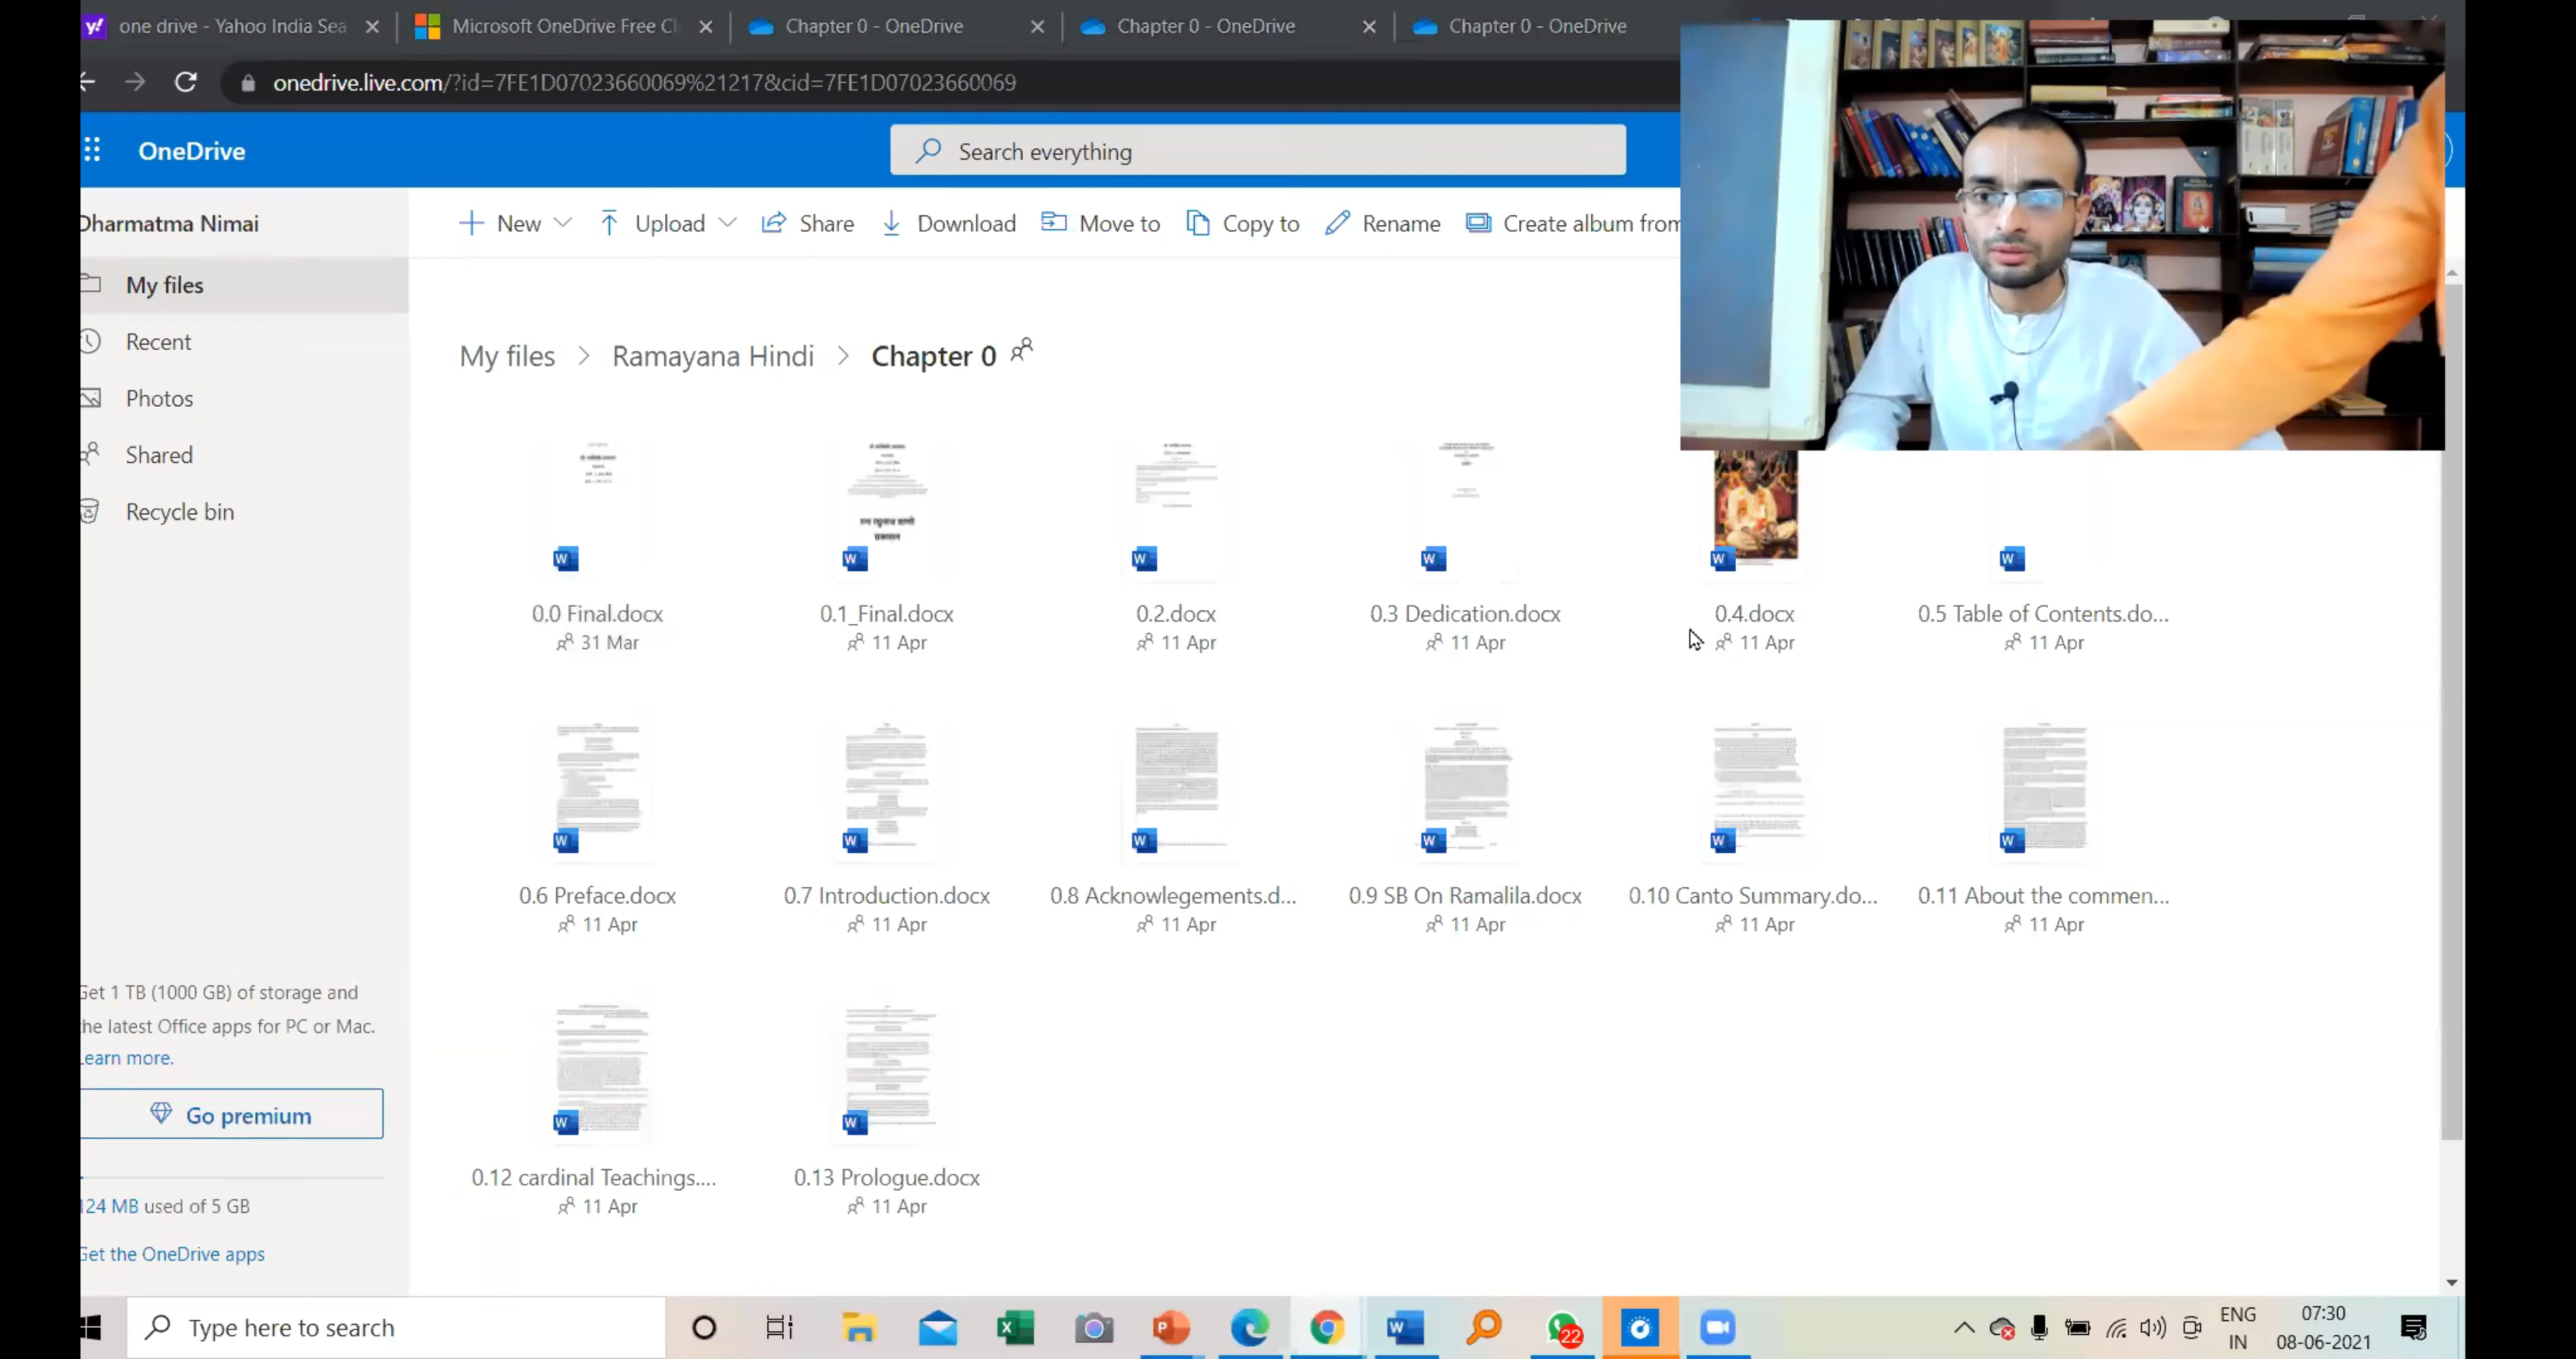 one drive - Yahoo India Sea
Microsoft OneDrive Free Cl
Chapter 0 - OneDrive
Chapter 0 - OneDrive
Chapter 0 - OneDrive
onedrive.live.com/?id=7FE1D07023660069%21217&cid=7FE1D07023660069
OneDrive
Search everything
Dharmatma Nimai
New
Upload
Share
Download
Move to
Copy to
Rename
Create album from
My files
Recent
Photos
Shared
Recycle bin
My files > Ramayana Hindi > Chapter 0
0.0 Final.docx
31 Mar
0.1_Final.docx
11 Apr
0.2.docx
11 Apr
0.3 Dedication.docx
11 Apr
0.4.docx
11 Apr
0.5 Table of Contents.do...
11 Apr
0.6 Preface.docx
11 Apr
0.7 Introduction.docx
11 Apr
0.8 Acknowlegements.d...
11 Apr
0.9 SB On Ramalila.docx
11 Apr
0.10 Canto Summary.do...
11 Apr
0.11 About the commen...
11 Apr
0.12 cardinal Teachings....
11 Apr
0.13 Prologue.docx
11 Apr
Get 1 TB (1000 GB) of storage and
the latest Office apps for PC or Mac.
Learn more.
Go premium
124 MB used of 5 GB
Get the OneDrive apps
Type here to search
22
ENG
IN
07:30
08-06-2021